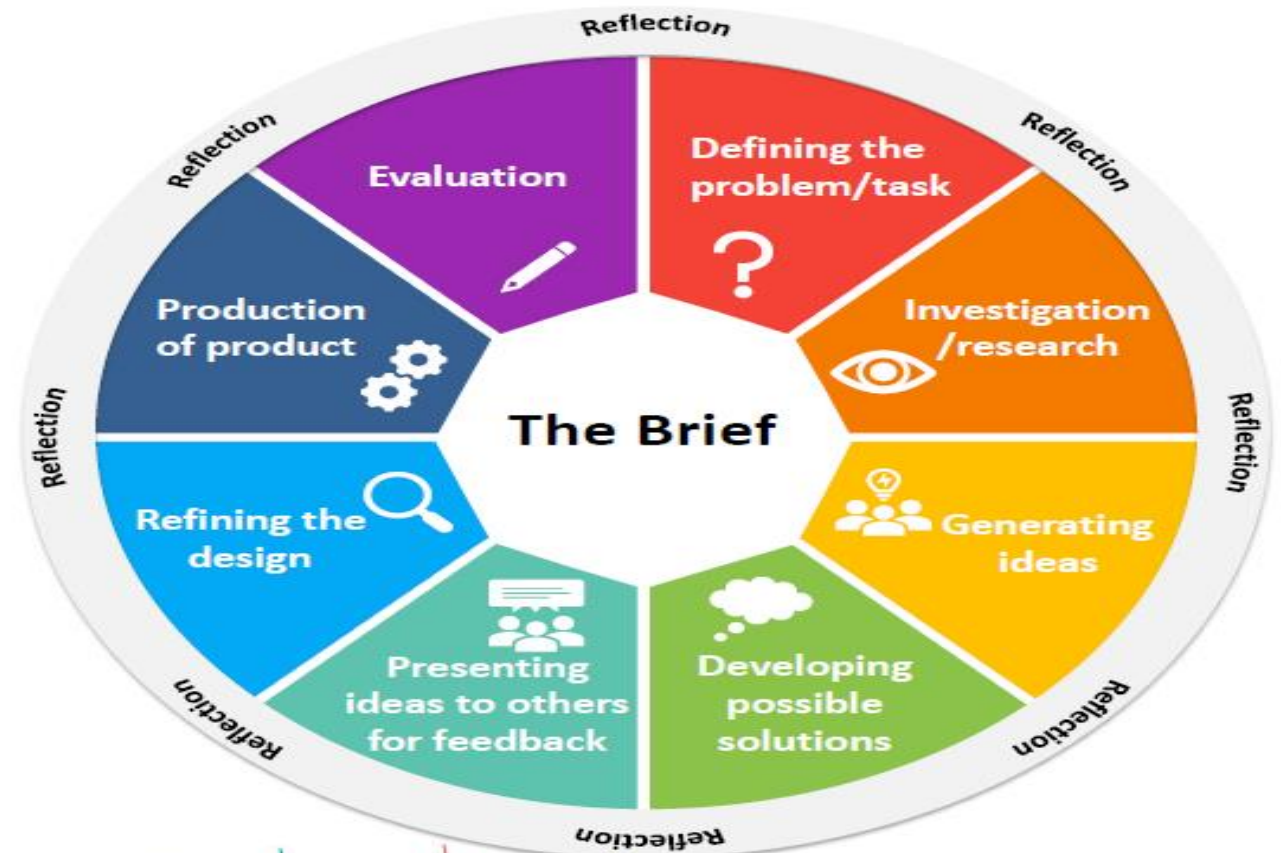 Reflection
Reflection
Reflection
Reflection
Reflection
Reflection
Reflection
Reflection
Defining the
problem/task
?
Investigation
/research
Generating
ideas
Developing
possible
solutions
Presenting
ideas to others
for feedback
Refining the
design
Production
of product
Evaluation
The Brief